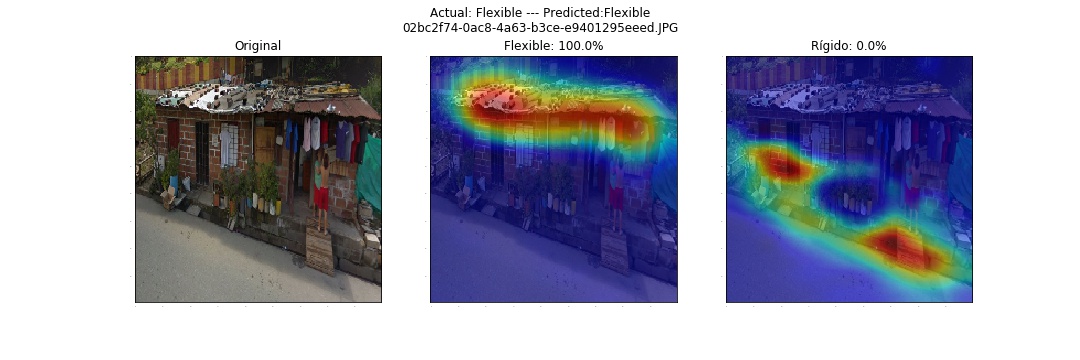 Actual: Flexible --- Predicted:Flexible
02bc2f74-0ac8-4a63-b3ce-e9401295eeed.JPG
Original
Flexible: 100.0%
Rígido: 0.0%